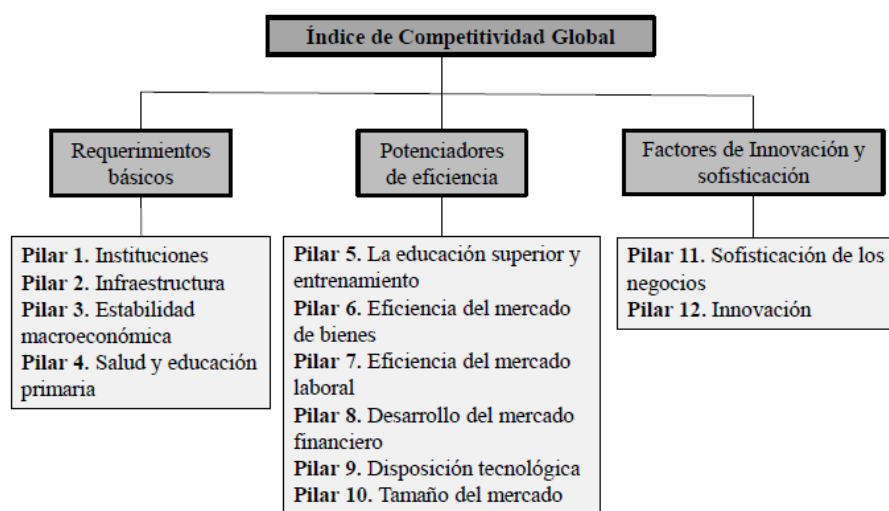 Índice de Competitividad Global
Requerimientos
básicos
Pilar 1. Instituciones
Pilar 2. Infraestructura
Pilar 3. Estabilidad
macroeconómica
Pilar 4. Salud y educación
primaria
Potenciadores
de eficiencia
Pilar 5. La educación superior y
entrenamiento
Pilar 6. Eficiencia del mercado
de bienes
Pilar 7. Eficiencia del mercado
laboral
Pilar 8. Desarrollo del mercado
financiero
Pilar 9. Disposición tecnológica
Pilar 10. Tamaño del mercado
Factores de Innovación y
sofisticación
Pilar 11. Sofisticación de los
negocios
Pilar 12. Innovación